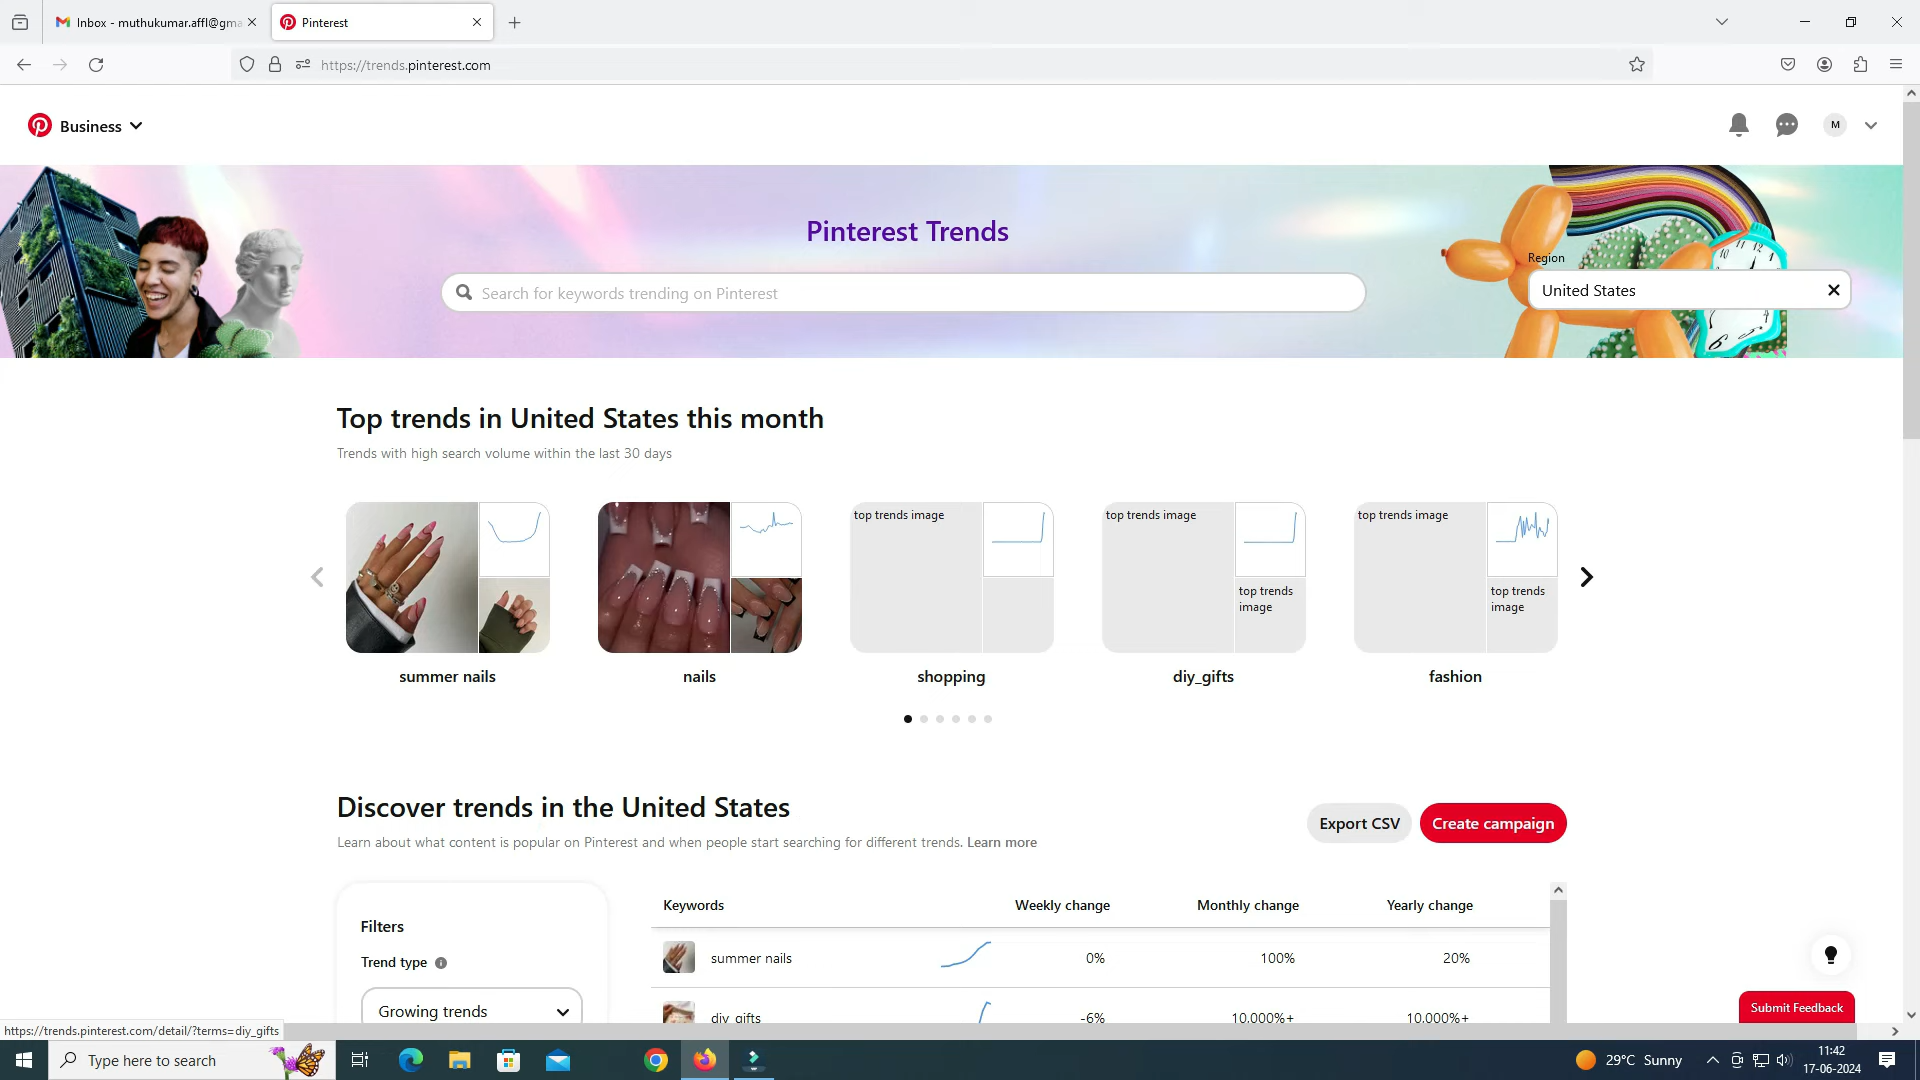 Inbox - muthukumar.affl@gma
Pinterest
https://trends.pinterest.com
Business
M
Pinterest Trends
Search for keywords trending on Pinterest
Region
United States
Top trends in United States this month
Trends with high search volume within the last 30 days
top trends image
top trends image
top trends image
top trends
image
top trends
image
summer nails
nails
shopping
diy_gifts
fashion
Discover trends in the United States
Learn about what content is popular on Pinterest and when people start searching for different trends. Learn more
Export CSV
Create campaign
Filters
Trend type
Growing trends
Keywords
Weekly change
Monthly change
Yearly change
summer nails
0%
100%
20%
diy_gifts
-6%
10,000%+
10,000%+
Submit Feedback
https://trends.pinterest.com/detail/?terms=diy_gifts
Type here to search
29°C Sunny
11:42
17-06-2024